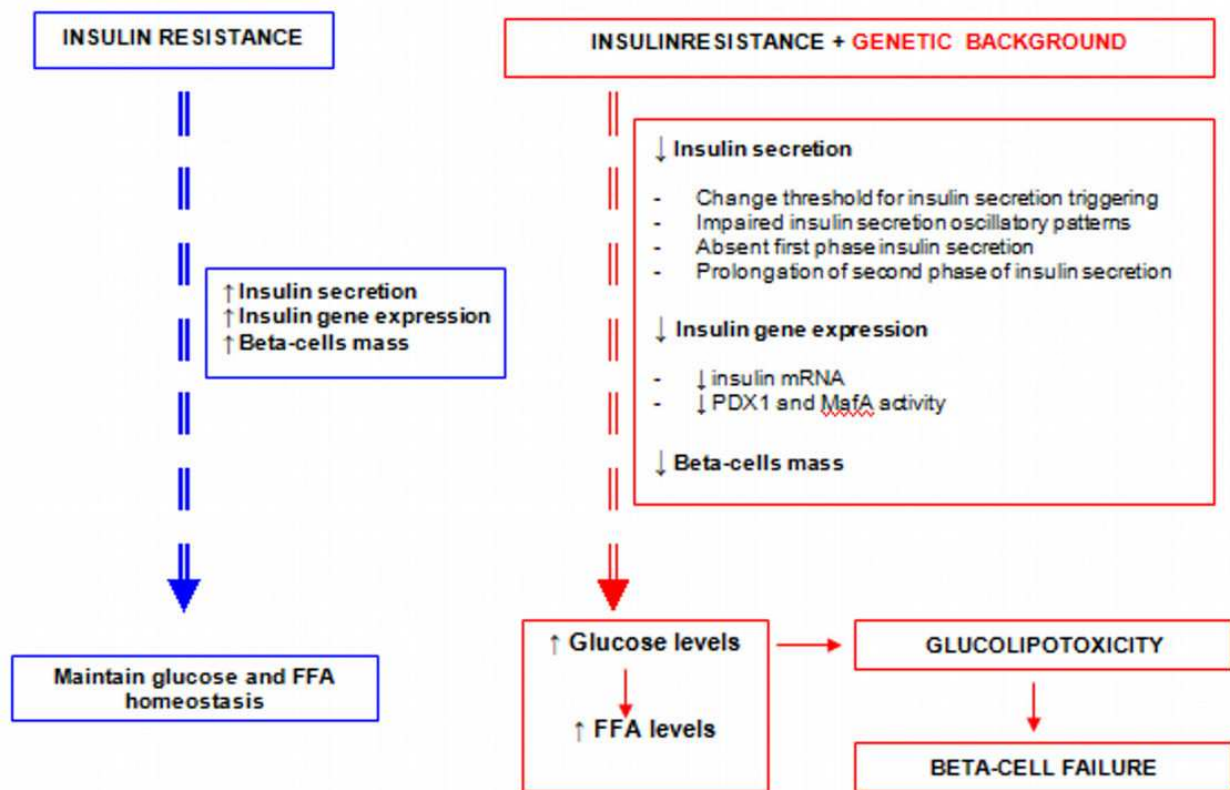 INSULIN RESISTANCE
↑ Insulin secretion
↑ Insulin gene expression
↑ Beta-cells mass
Maintain glucose and FFA
homeostasis
INSULINRESISTANCE + GENETIC BACKGROUND
↓ Insulin secretion
- Change threshold for insulin secretion triggering
- Impaired insulin secretion oscillatory patterns
- Absent first phase insulin secretion
- Prolongation of second phase of insulin secretion
↓ Insulin gene expression
- ↓ insulin mRNA
- ↓ PDX1 and MafA activity
↓ Beta-cells mass
↑ Glucose levels
↑ FFA levels
GLUCOLIPOTOXICITY
BETA-CELL FAILURE